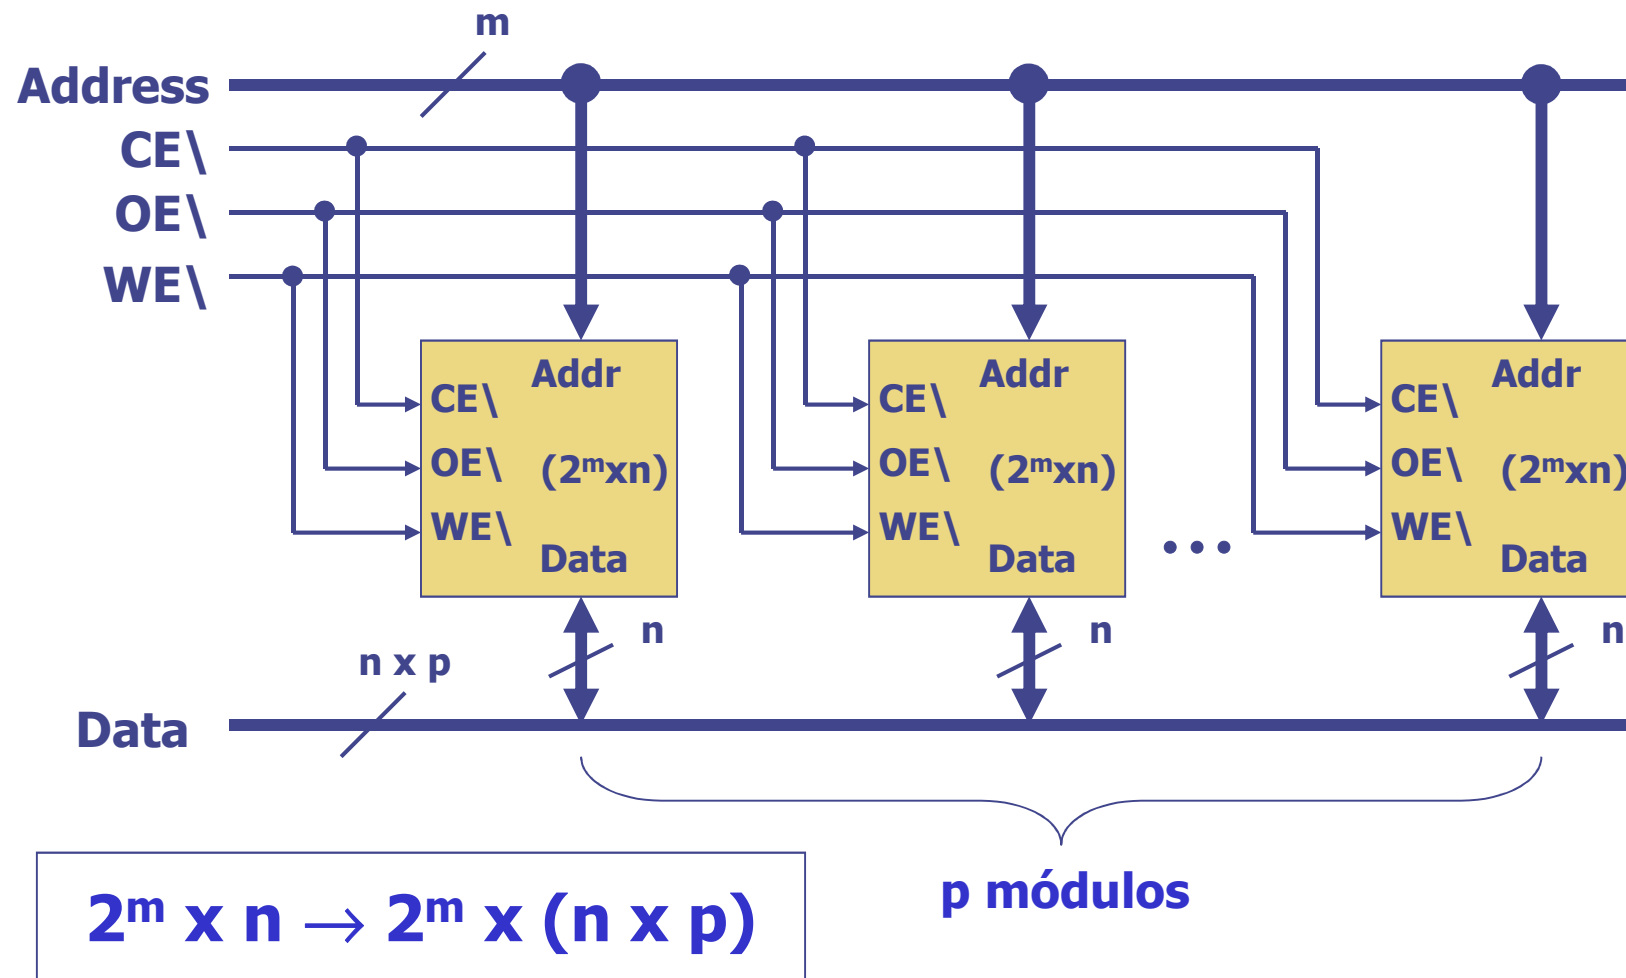 m
Address
CE\
OE\
WE\
Addr
CE\
OE\ (2ᵐxn)
WE\
Data
Addr
CE\
OE\ (2ᵐxn)
WE\
Data
...
Addr
CE\
OE\ (2ᵐxn)
WE\
Data
n
n
n
n x p
Data
p módulos
2ᵐ x n → 2ᵐ x (n x p)